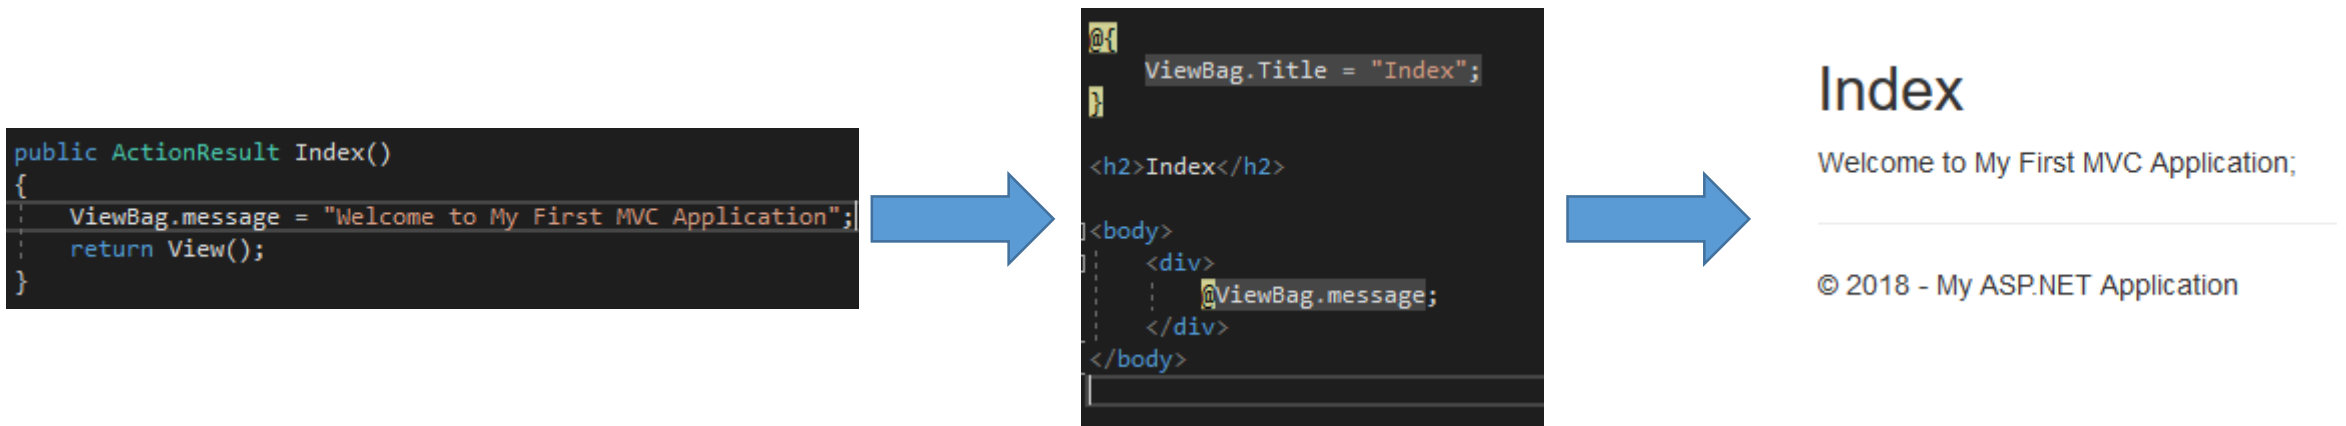 public ActionResult Index()
{
ViewBag.message = "Welcome to My First MVC Application";
return View();
}
@{
ViewBag.Title = "Index";
}
<h2>Index</h2>
<body>
<div>
@ViewBag.message;
</div>
</body>
Index
Welcome to My First MVC Application;
© 2018 - My ASP.NET Application